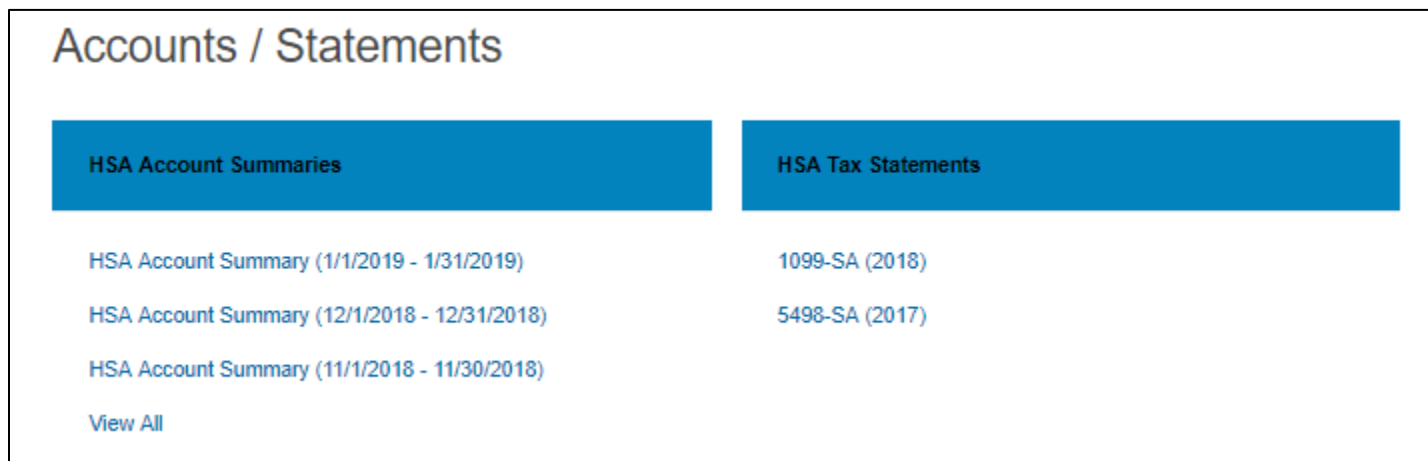 Accounts / Statements
HSA Account Summaries
HSA Account Summary (1/1/2019 - 1/31/2019)
HSA Account Summary (12/1/2018 - 12/31/2018)
HSA Account Summary (11/1/2018 - 11/30/2018)
View All
HSA Tax Statements
1099-SA (2018)
5498-SA (2017)